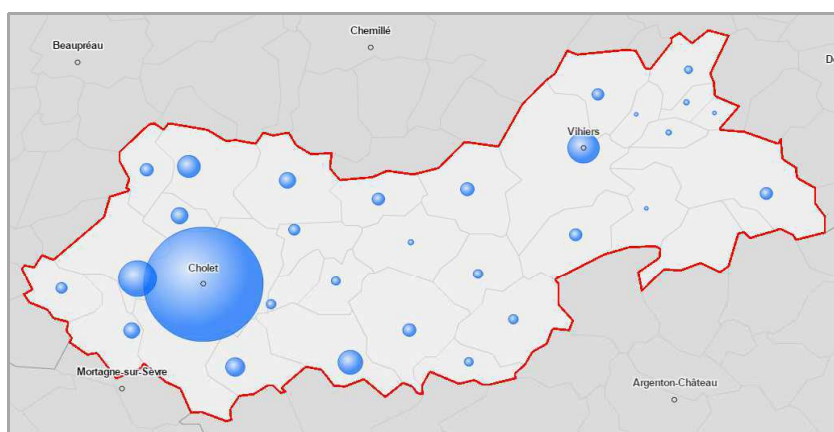 Chemillé
Beaupréau
Vihiers
Cholet
Mortagne-sur-Sèvre
Argenton-Château